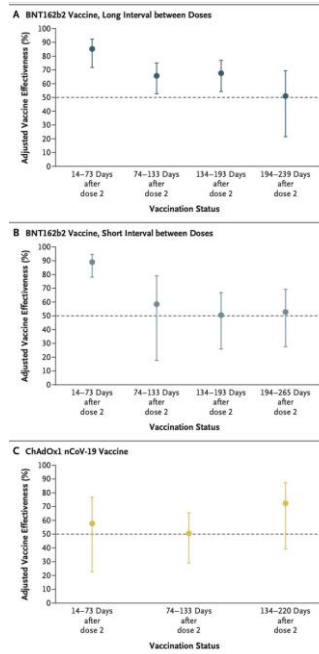 A BNT162b2 Vaccine, Long Interval between Doses
Adjusted Vaccine Effectiveness (%)
100
90
80
70
60
50
40
30
20
10
0
14–73 Days after dose 2
74–133 Days after dose 2
134–193 Days after dose 2
194–239 Days after dose 2
Vaccination Status
B BNT162b2 Vaccine, Short Interval between Doses
Adjusted Vaccine Effectiveness (%)
100
90
80
70
60
50
40
30
20
10
0
14–73 Days after dose 2
74–133 Days after dose 2
134–193 Days after dose 2
194–265 Days after dose 2
Vaccination Status
C ChAdOx1 nCoV-19 Vaccine
Adjusted Vaccine Effectiveness (%)
100
90
80
70
60
50
40
30
20
10
0
14–73 Days after dose 2
74–133 Days after dose 2
134–220 Days after dose 2
Vaccination Status